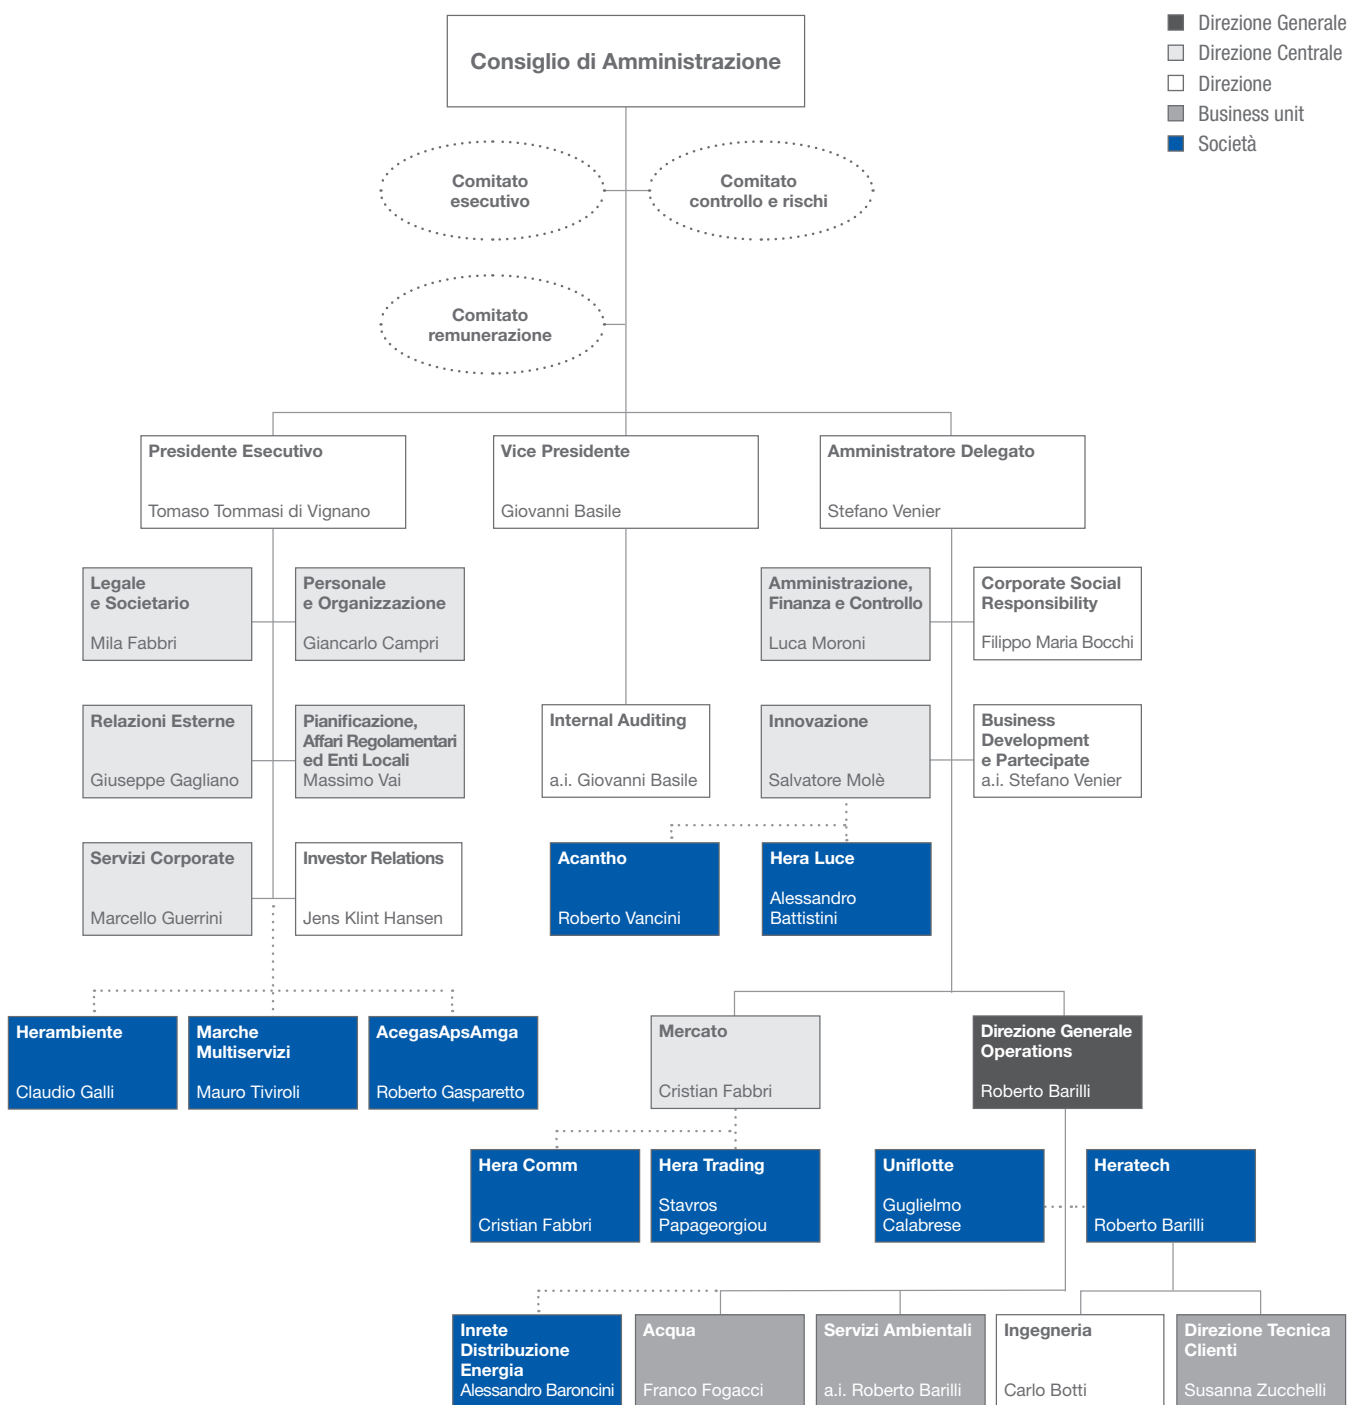 Direzione Generale
Direzione Centrale
Direzione
Business unit
Società
Consiglio di Amministrazione
Comitato
esecutivo
Comitato
controllo e rischi
Comitato
remunerazione
Presidente Esecutivo
Tomaso Tommasi di Vignano
Vice Presidente
Giovanni Basile
Amministratore Delegato
Stefano Venier
Legale
e Societario
Mila Fabbri
Personale
e Organizzazione
Giancarlo Campri
Amministrazione,
Finanza e Controllo
Luca Moroni
Corporate Social
Responsibility
Filippo Maria Bocchi
Relazioni Esterne
Giuseppe Gagliano
Pianificazione,
Affari Regolamentari
ed Enti Locali
Massimo Vai
Internal Auditing
a.i. Giovanni Basile
Innovazione
Salvatore Molè
Business
Development
e Partecipate
a.i. Stefano Venier
Servizi Corporate
Marcello Guerrini
Investor Relations
Jens Klint Hansen
Acantho
Roberto Vancini
Hera Luce
Alessandro
Battistini
Herambiente
Claudio Galli
Marche
Multiservizi
Mauro Tiviroli
AcegasApsAmga
Roberto Gasparetto
Mercato
Cristian Fabbri
Direzione Generale
Operations
Roberto Barilli
Hera Comm
Cristian Fabbri
Hera Trading
Stavros
Papageorgiou
Uniflotte
Guglielmo
Calabrese
Heratech
Roberto Barilli
Inrete
Distribuzione
Energia
Alessandro Baroncini
Acqua
Franco Fogacci
Servizi Ambientali
a.i. Roberto Barilli
Ingegneria
Carlo Botti
Direzione Tecnica
Clienti
Susanna Zucchelli